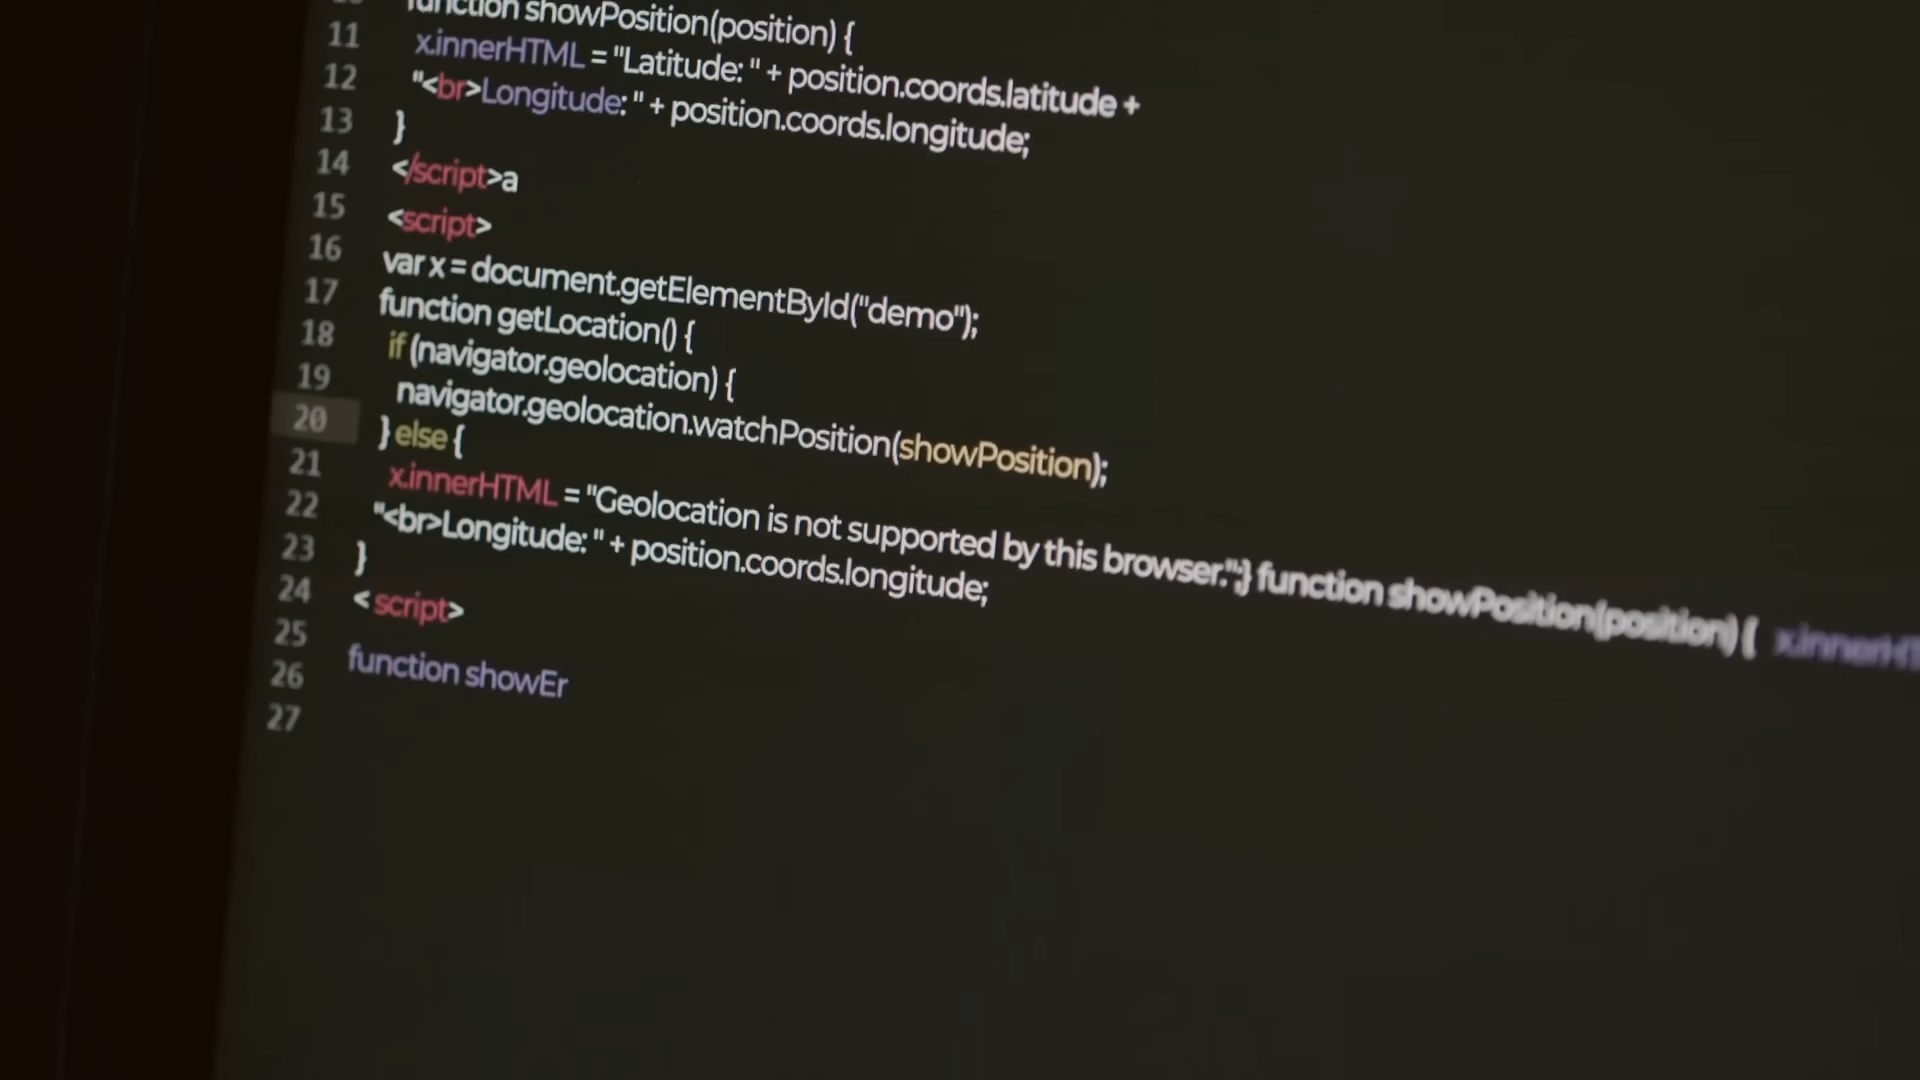 function showPosition(position) {
11 x.innerHTML = "Latitude: " + position.coords.latitude +
12 "<br>Longitude: " + position.coords.longitude;
13 }
14 </script>a
15 <script>
16 var x = document.getElementById("demo");
17 function getLocation() {
18 if (navigator.geolocation) {
19 navigator.geolocation.watchPosition(showPosition);
20 } else {
21 x.innerHTML = "Geolocation is not supported by this browser.";} function showPosition(position) {
22 "<br>Longitude: " + position.coords.longitude;
23 }
24 < script>
25
26 function showEr
27